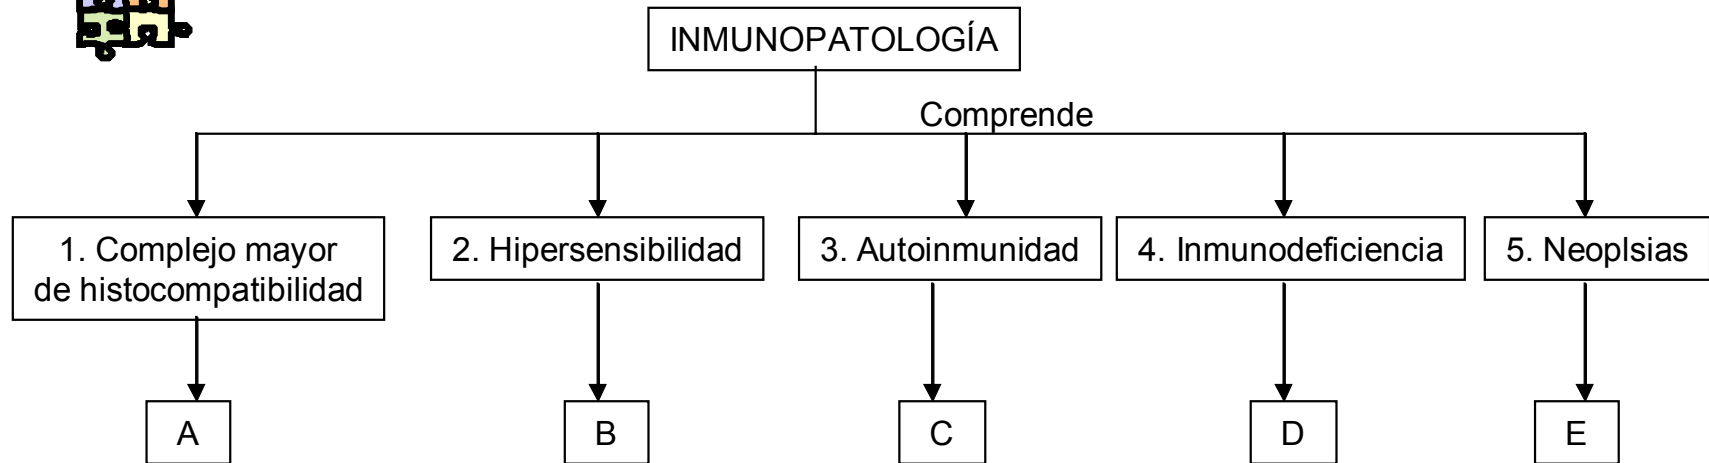 INMUNOPATOLOGÍA
Comprende
1. Complejo mayor
de histocompatibilidad
2. Hipersensibilidad
3. Autoinmunidad
4. Inmunodeficiencia
5. Neoplsias
A
B
C
D
E